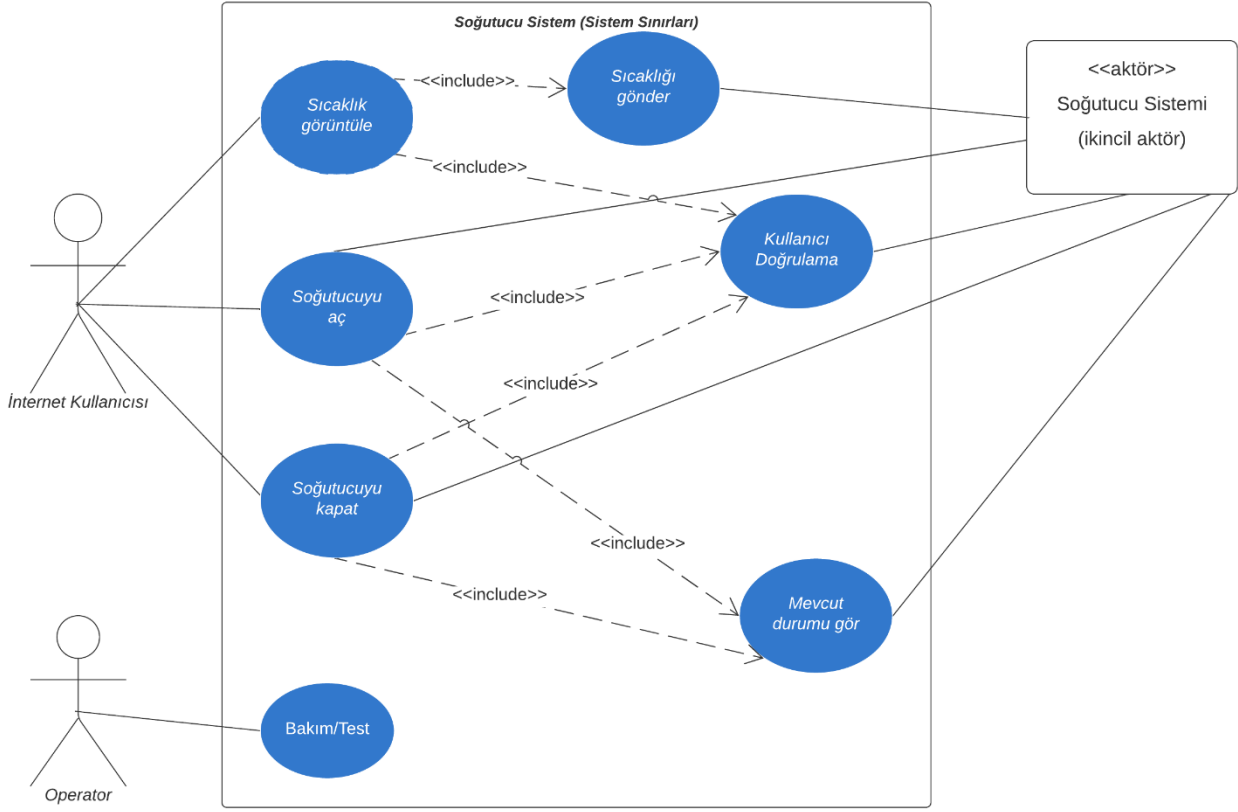 Soğutucu Sistem (Sistem Sınırları)
Sıcaklık
görüntüle
<<include>>
Sıcaklığı
gönder
<<aktör>>
Soğutucu Sistemi
(ikincil aktör)
<<include>>
Kullanıcı
Doğrulama
Soğutucuyu
aç
<<include>>
İnternet Kullanıcısı
<<include>>
Soğutucuyu
kapat
<<include>>
<<include>>
Mevcut
durumu gör
Bakım/Test
Operator